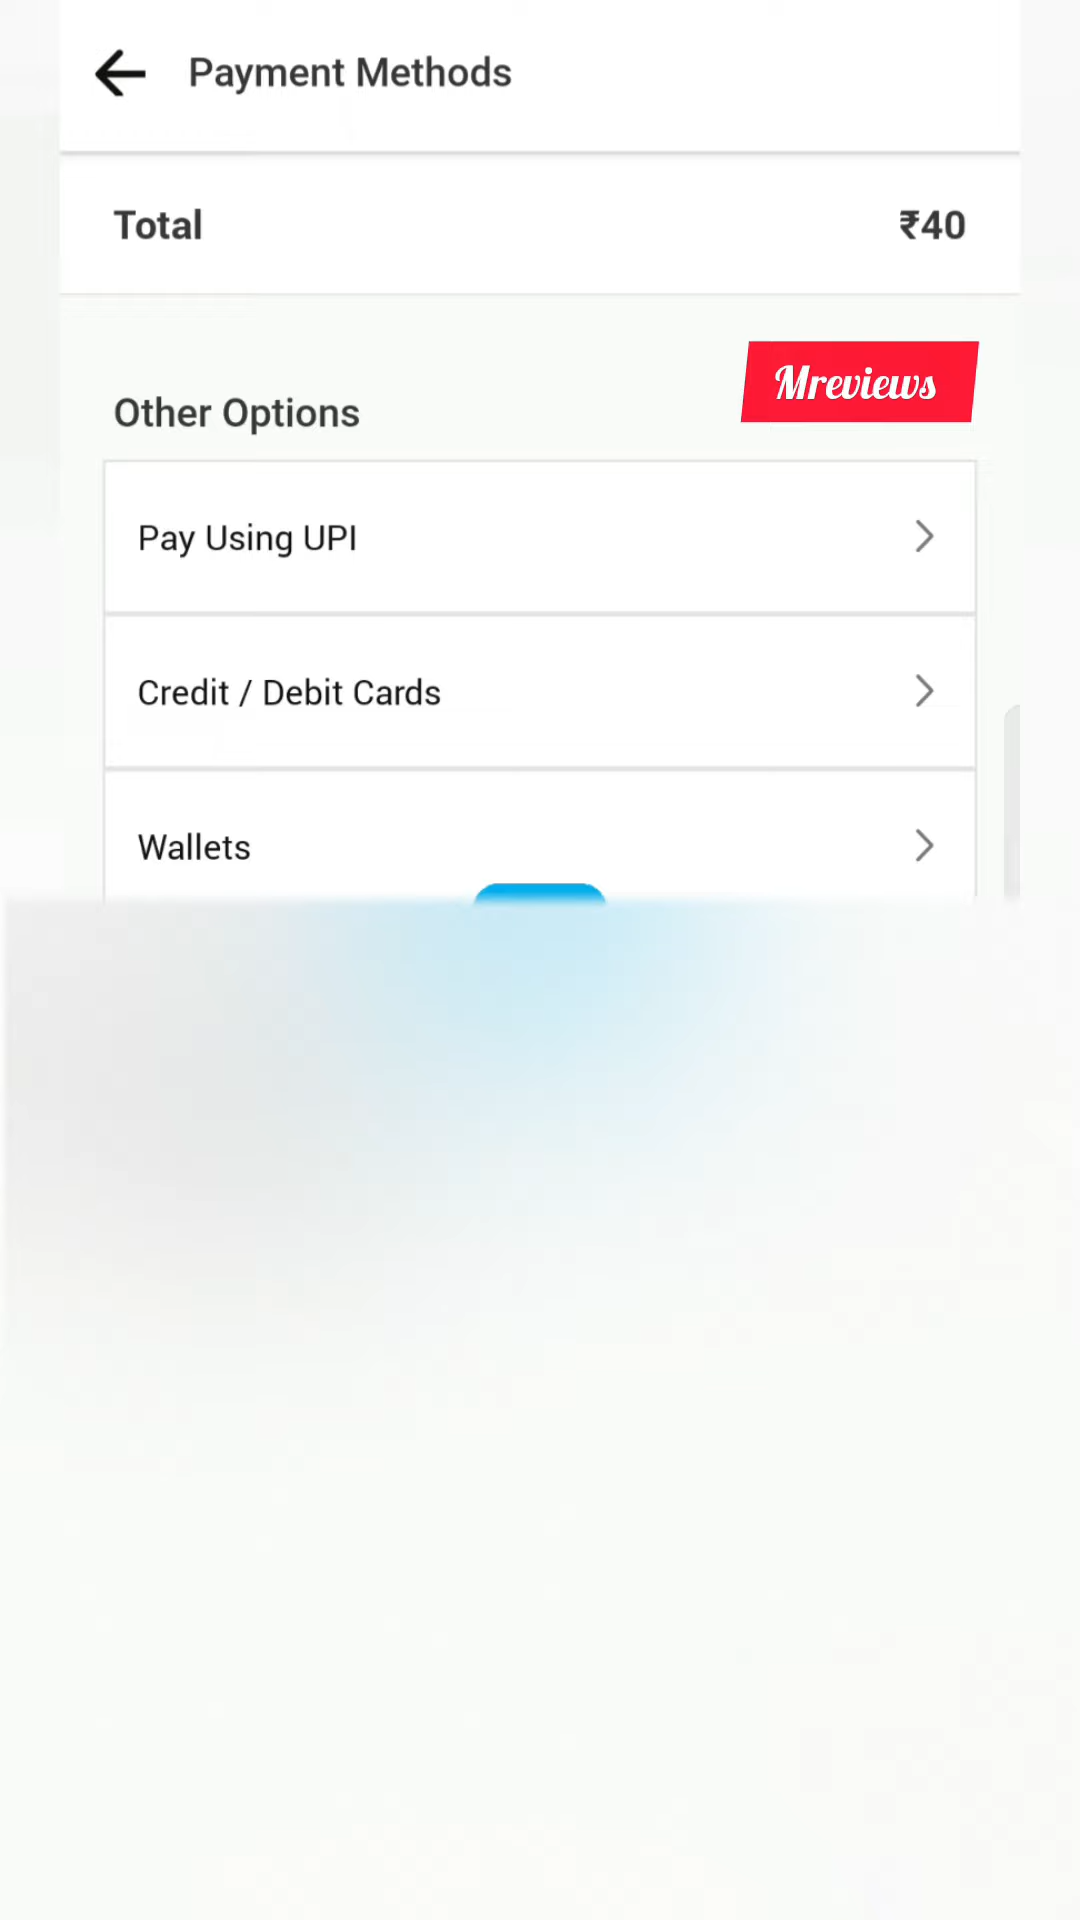 Payment Methods
Total ₹40
Mreviews
Other Options
Pay Using UPI
Credit / Debit Cards
Wallets